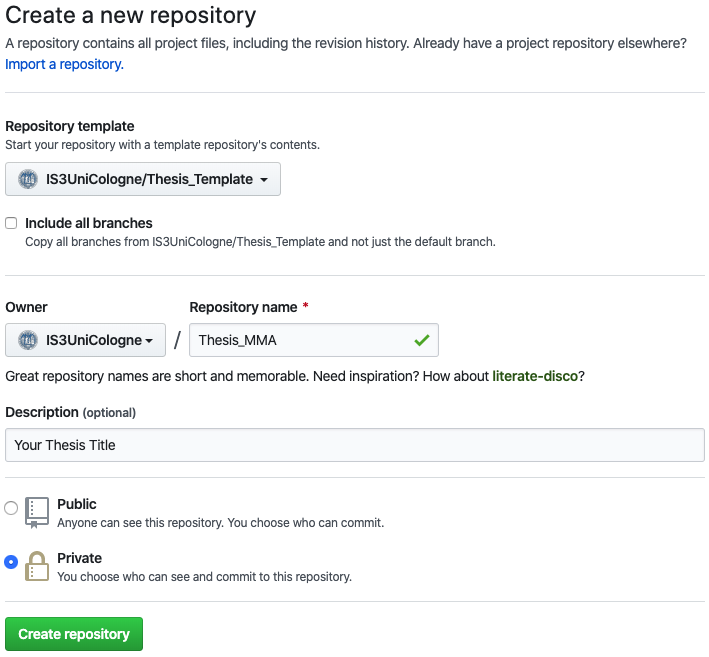 Create a new repository
A repository contains all project files, including the revision history. Already have a project repository elsewhere?
Import a repository.
Repository template
Start your repository with a template repository's contents.
IS3UniCologne/Thesis_Template
Include all branches
Copy all branches from IS3UniCologne/Thesis_Template and not just the default branch.
Owner Repository name *
IS3UniCologne / Thesis_MMA
Great repository names are short and memorable. Need inspiration? How about literate-disco?
Description (optional)
Your Thesis Title
Public
Anyone can see this repository. You choose who can commit.
Private
You choose who can see and commit to this repository.
Create repository